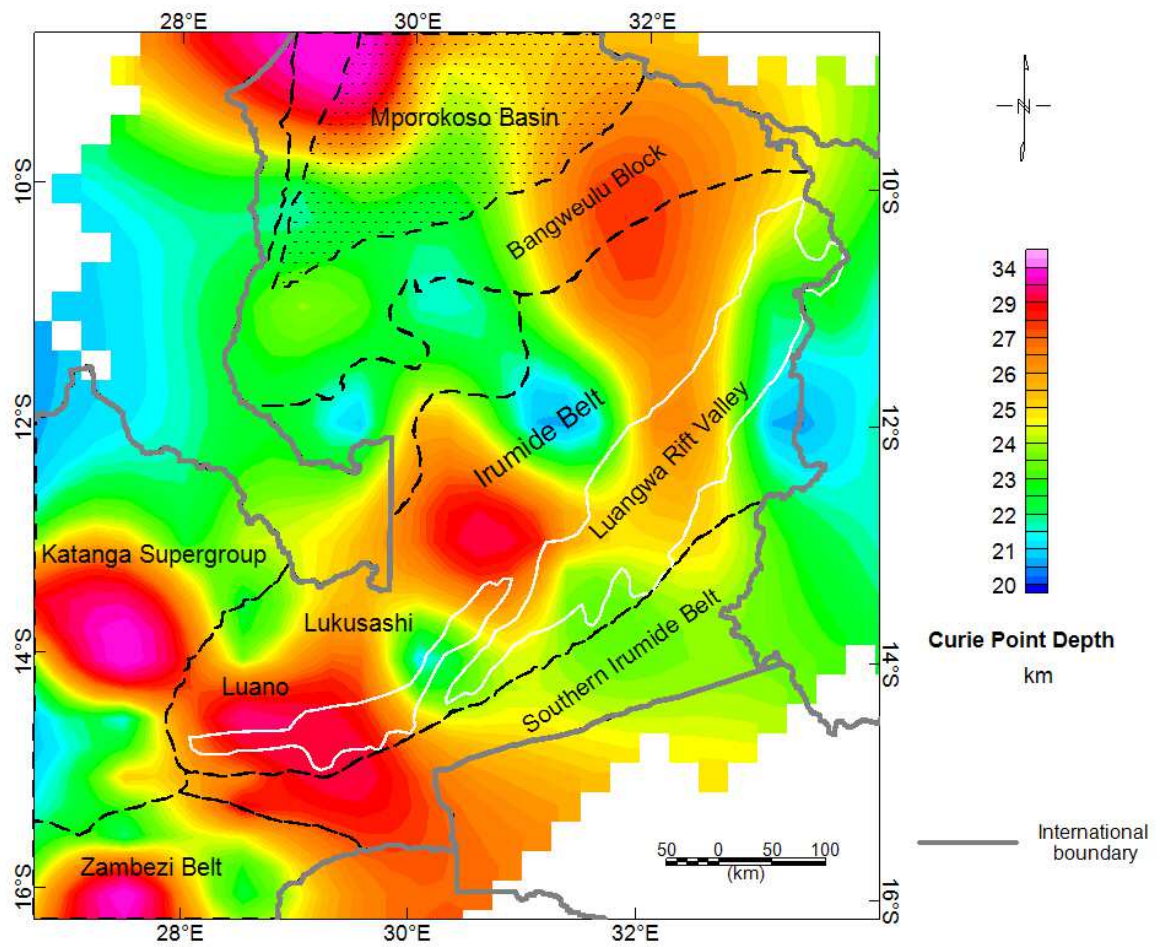 28°E 30°E 32°E
N
Mporokoso Basin
10°S 10°S
Bangweulu Block
34
29
27
26
25
24
23
22
21
20
Curie Point Depth
km
12°S 12°S
Irumide Belt
Luangwa Rift Valley
Katanga Supergroup
Lukusashi
14°S 14°S
Luano
Southern Irumide Belt
50 0 50 100
(km)
International
boundary
Zambezi Belt
16°S 16°S
28°E 30°E 32°E